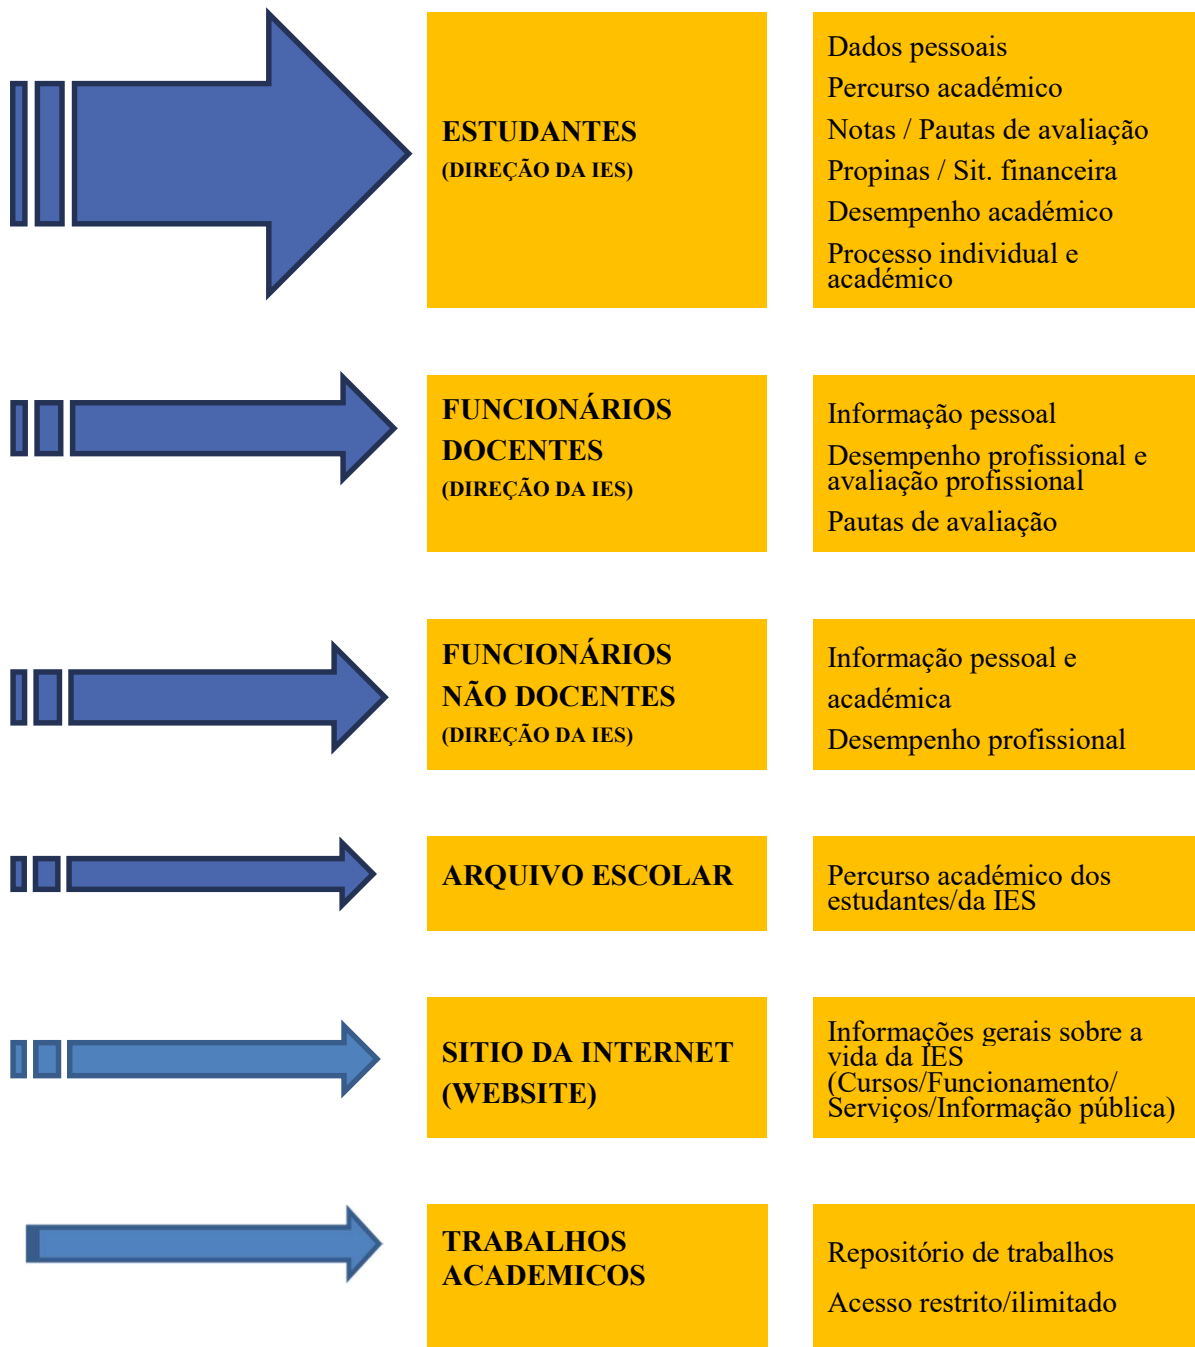 ESTUDANTES
(DIREÇÃO DA IES)
Dados pessoais
Percurso académico
Notas / Pautas de avaliação
Propinas / Sit. financeira
Desempenho académico
Processo individual e
académico
FUNCIONÁRIOS
DOCENTES
(DIREÇÃO DA IES)
Informação pessoal
Desempenho profissional e
avaliação profissional
Pautas de avaliação
FUNCIONÁRIOS
NÃO DOCENTES
(DIREÇÃO DA IES)
Informação pessoal e
académica
Desempenho profissional
ARQUIVO ESCOLAR
Percurso académico dos
estudantes/da IES
SITIO DA INTERNET
(WEBSITE)
Informações gerais sobre a
vida da IES
(Cursos/Funcionamento/
Serviços/Informação pública)
TRABALHOS
ACADEMICOS
Repositório de trabalhos
Acesso restrito/ilimitado